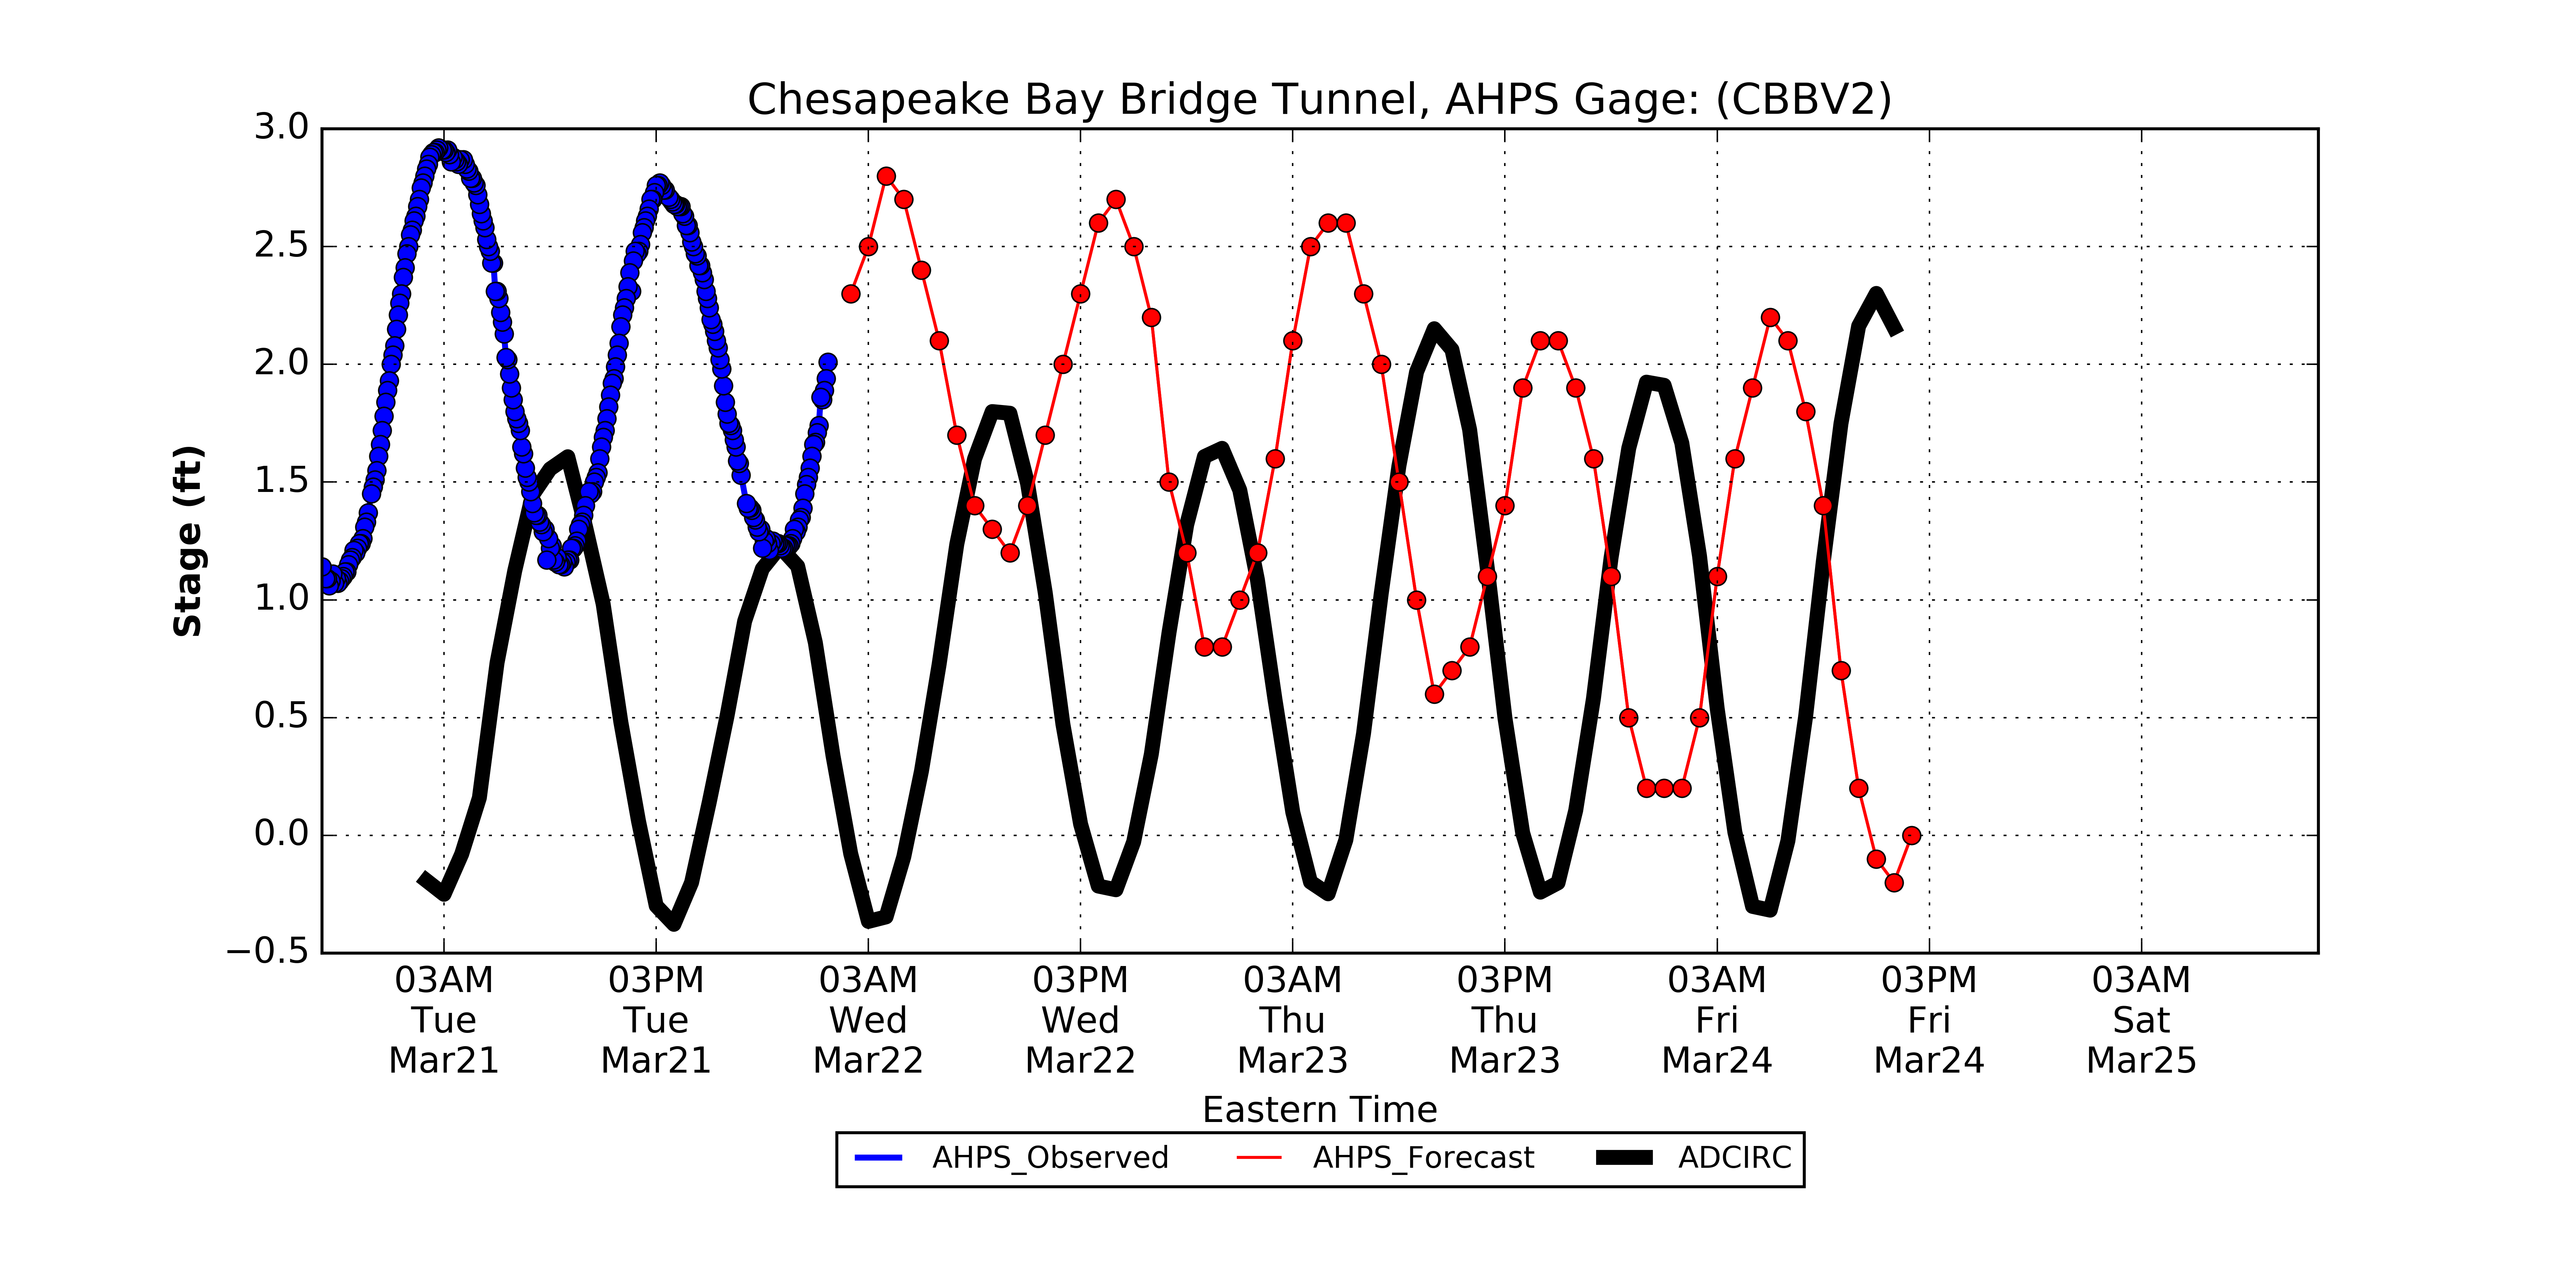 Chesapeake Bay Bridge Tunnel, AHPS Gage: (CBBV2)
3.0
2.5
2.0
1.5
1.0
0.5
0.0
−0.5
Stage (ft)
03AM 03PM 03AM 03PM 03AM 03PM 03AM 03PM 03AM
Tue Tue Wed Wed Thu Thu Fri Fri Sat
Mar21 Mar21 Mar22 Mar22 Mar23 Mar23 Mar24 Mar24 Mar25
Eastern Time
AHPS_Observed AHPS_Forecast ADCIRC